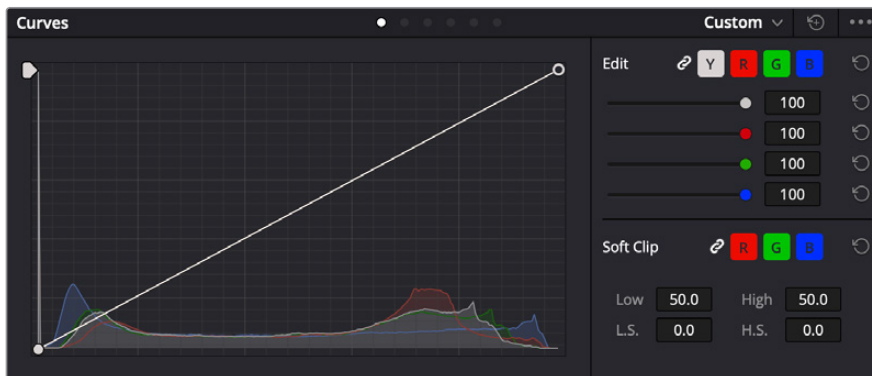 Curves
Custom
Edit
Y R G B
100
100
100
100
Soft Clip
R G B
Low 50.0 High 50.0
L.S. 0.0 H.S. 0.0